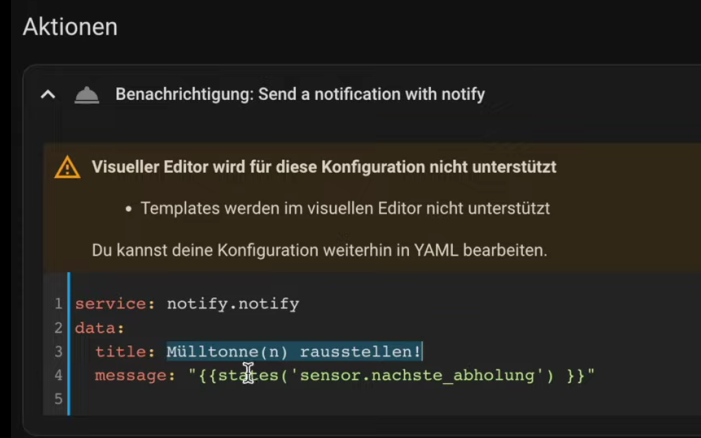 Aktionen
Benachrichtigung: Send a notification with notify
Visueller Editor wird für diese Konfiguration nicht unterstützt
• Templates werden im visuellen Editor nicht unterstützt
Du kannst deine Konfiguration weiterhin in YAML bearbeiten.
1 service: notify.notify
2 data:
3   title: Mülltonne(n) rausstellen!
4   message: "{{states('sensor.nachste_abholung') }}"
5